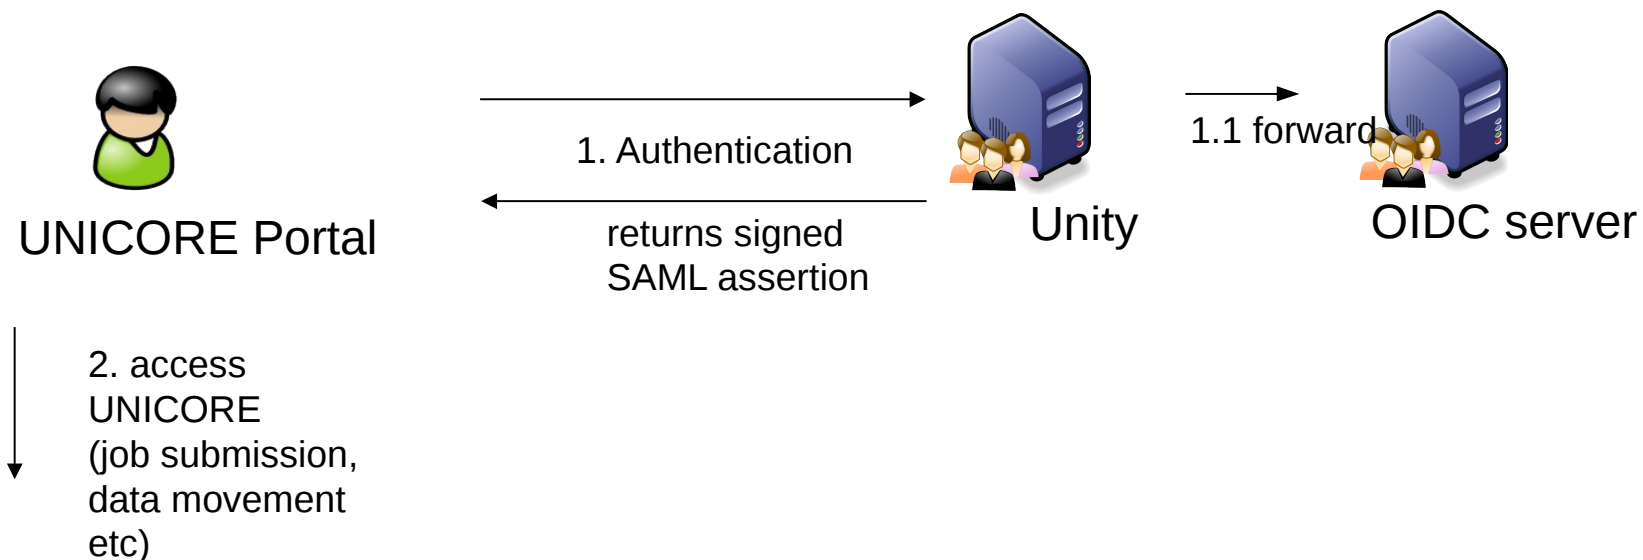 1. Authentication
1.1 forward
UNICORE Portal
returns signed
SAML assertion
Unity
OIDC server
2. access
UNICORE
(job submission,
data movement
etc)